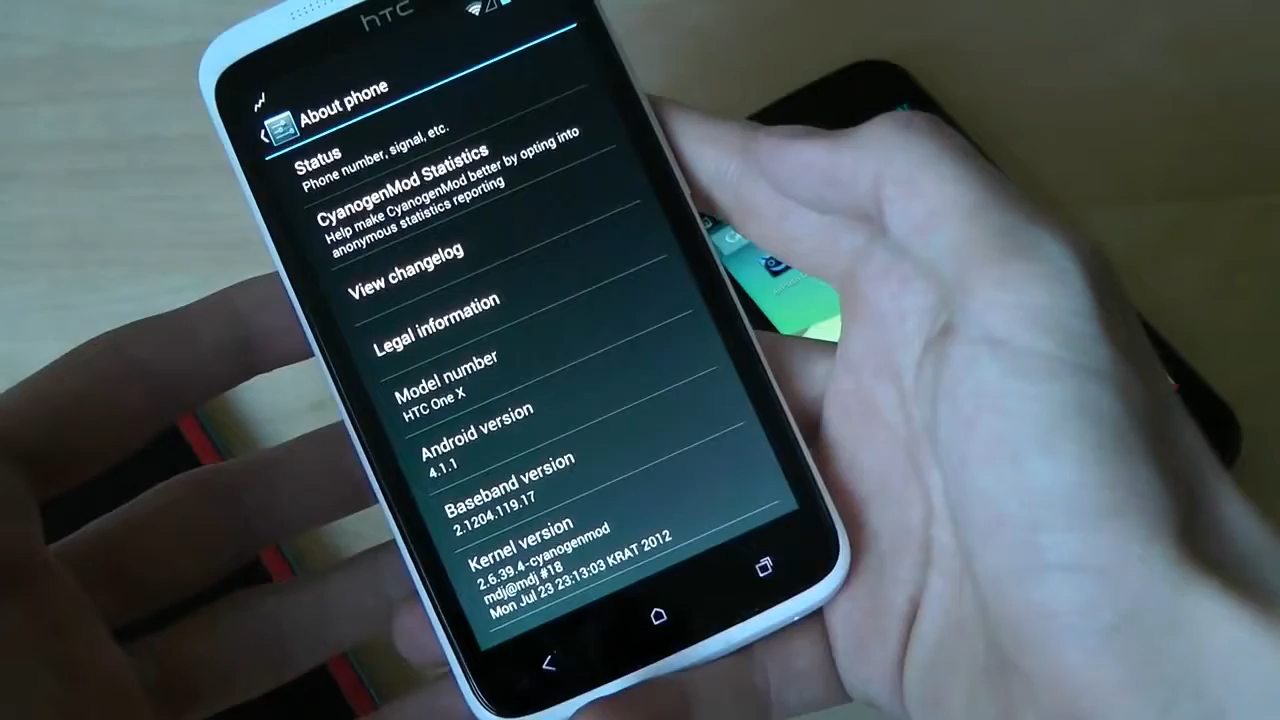 hTC
About phone
Status
Phone number, signal, etc.
CyanogenMod Statistics
Help make CyanogenMod better by opting into
anonymous statistics reporting
View changelog
Legal information
Model number
HTC One X
Android version
4.1.1
Baseband version
2.1204.119.17
Kernel version
2.6.39.4-cyanogenmod
mdj@mdj #18
Mon Jul 23 23:13:03 KRAT 2012